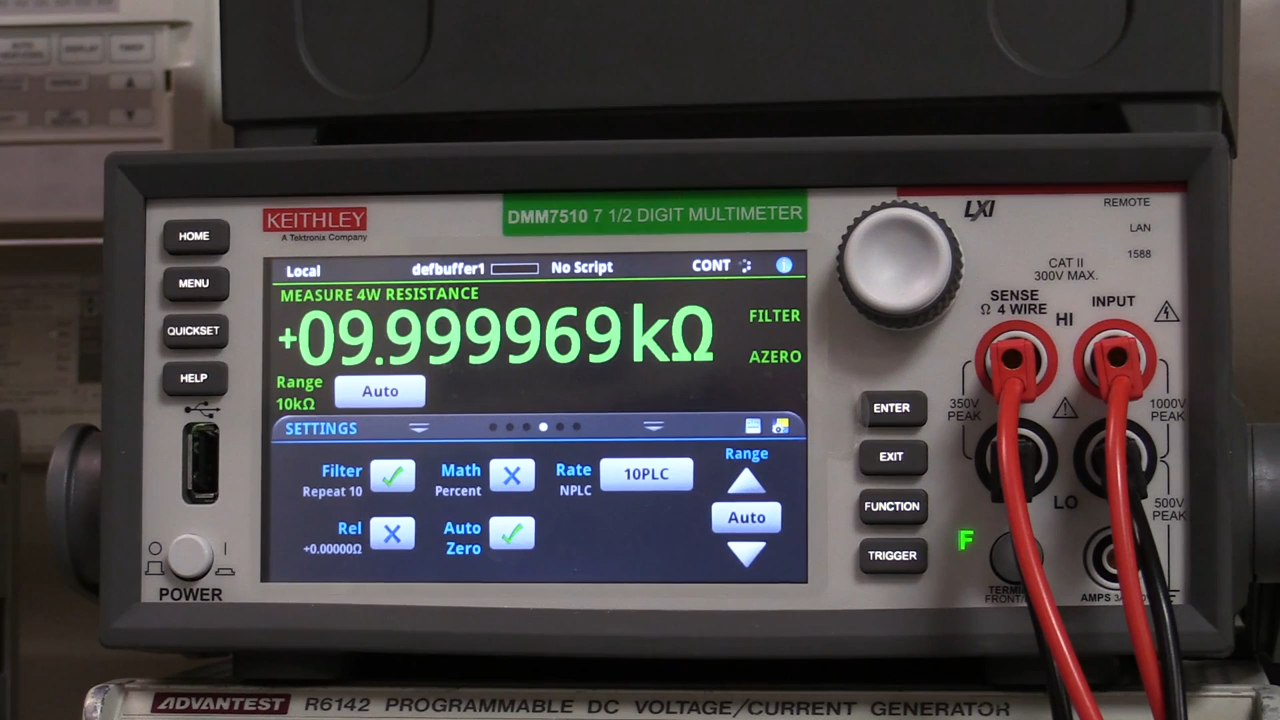 DISPLAY
TIMER
KEITHLEY
A Tektronix Company
DMM7510 7 1/2 DIGIT MULTIMETER
LXI
REMOTE
LAN
1588
HOME
MENU
QUICKSET
HELP
POWER
Local
defbuffer1
No Script
CONT
MEASURE 4W RESISTANCE
+09.999969kΩ
FILTER
AZERO
Range
10kΩ
Auto
SETTINGS
Filter
Repeat 10
Math
Percent
Rate
NPLC
10PLC
Range
Auto
Rel
+0.00000Ω
Auto
Zero
CAT II
300V MAX.
SENSE
Ω 4 WIRE
INPUT
HI
350V
PEAK
1000V
PEAK
LO
500V
PEAK
ENTER
EXIT
FUNCTION
TRIGGER
F
FRONT/
AMPS
ADVANTEST R6142 PROGRAMMABLE DC VOLTAGE/CURRENT GENERATOR